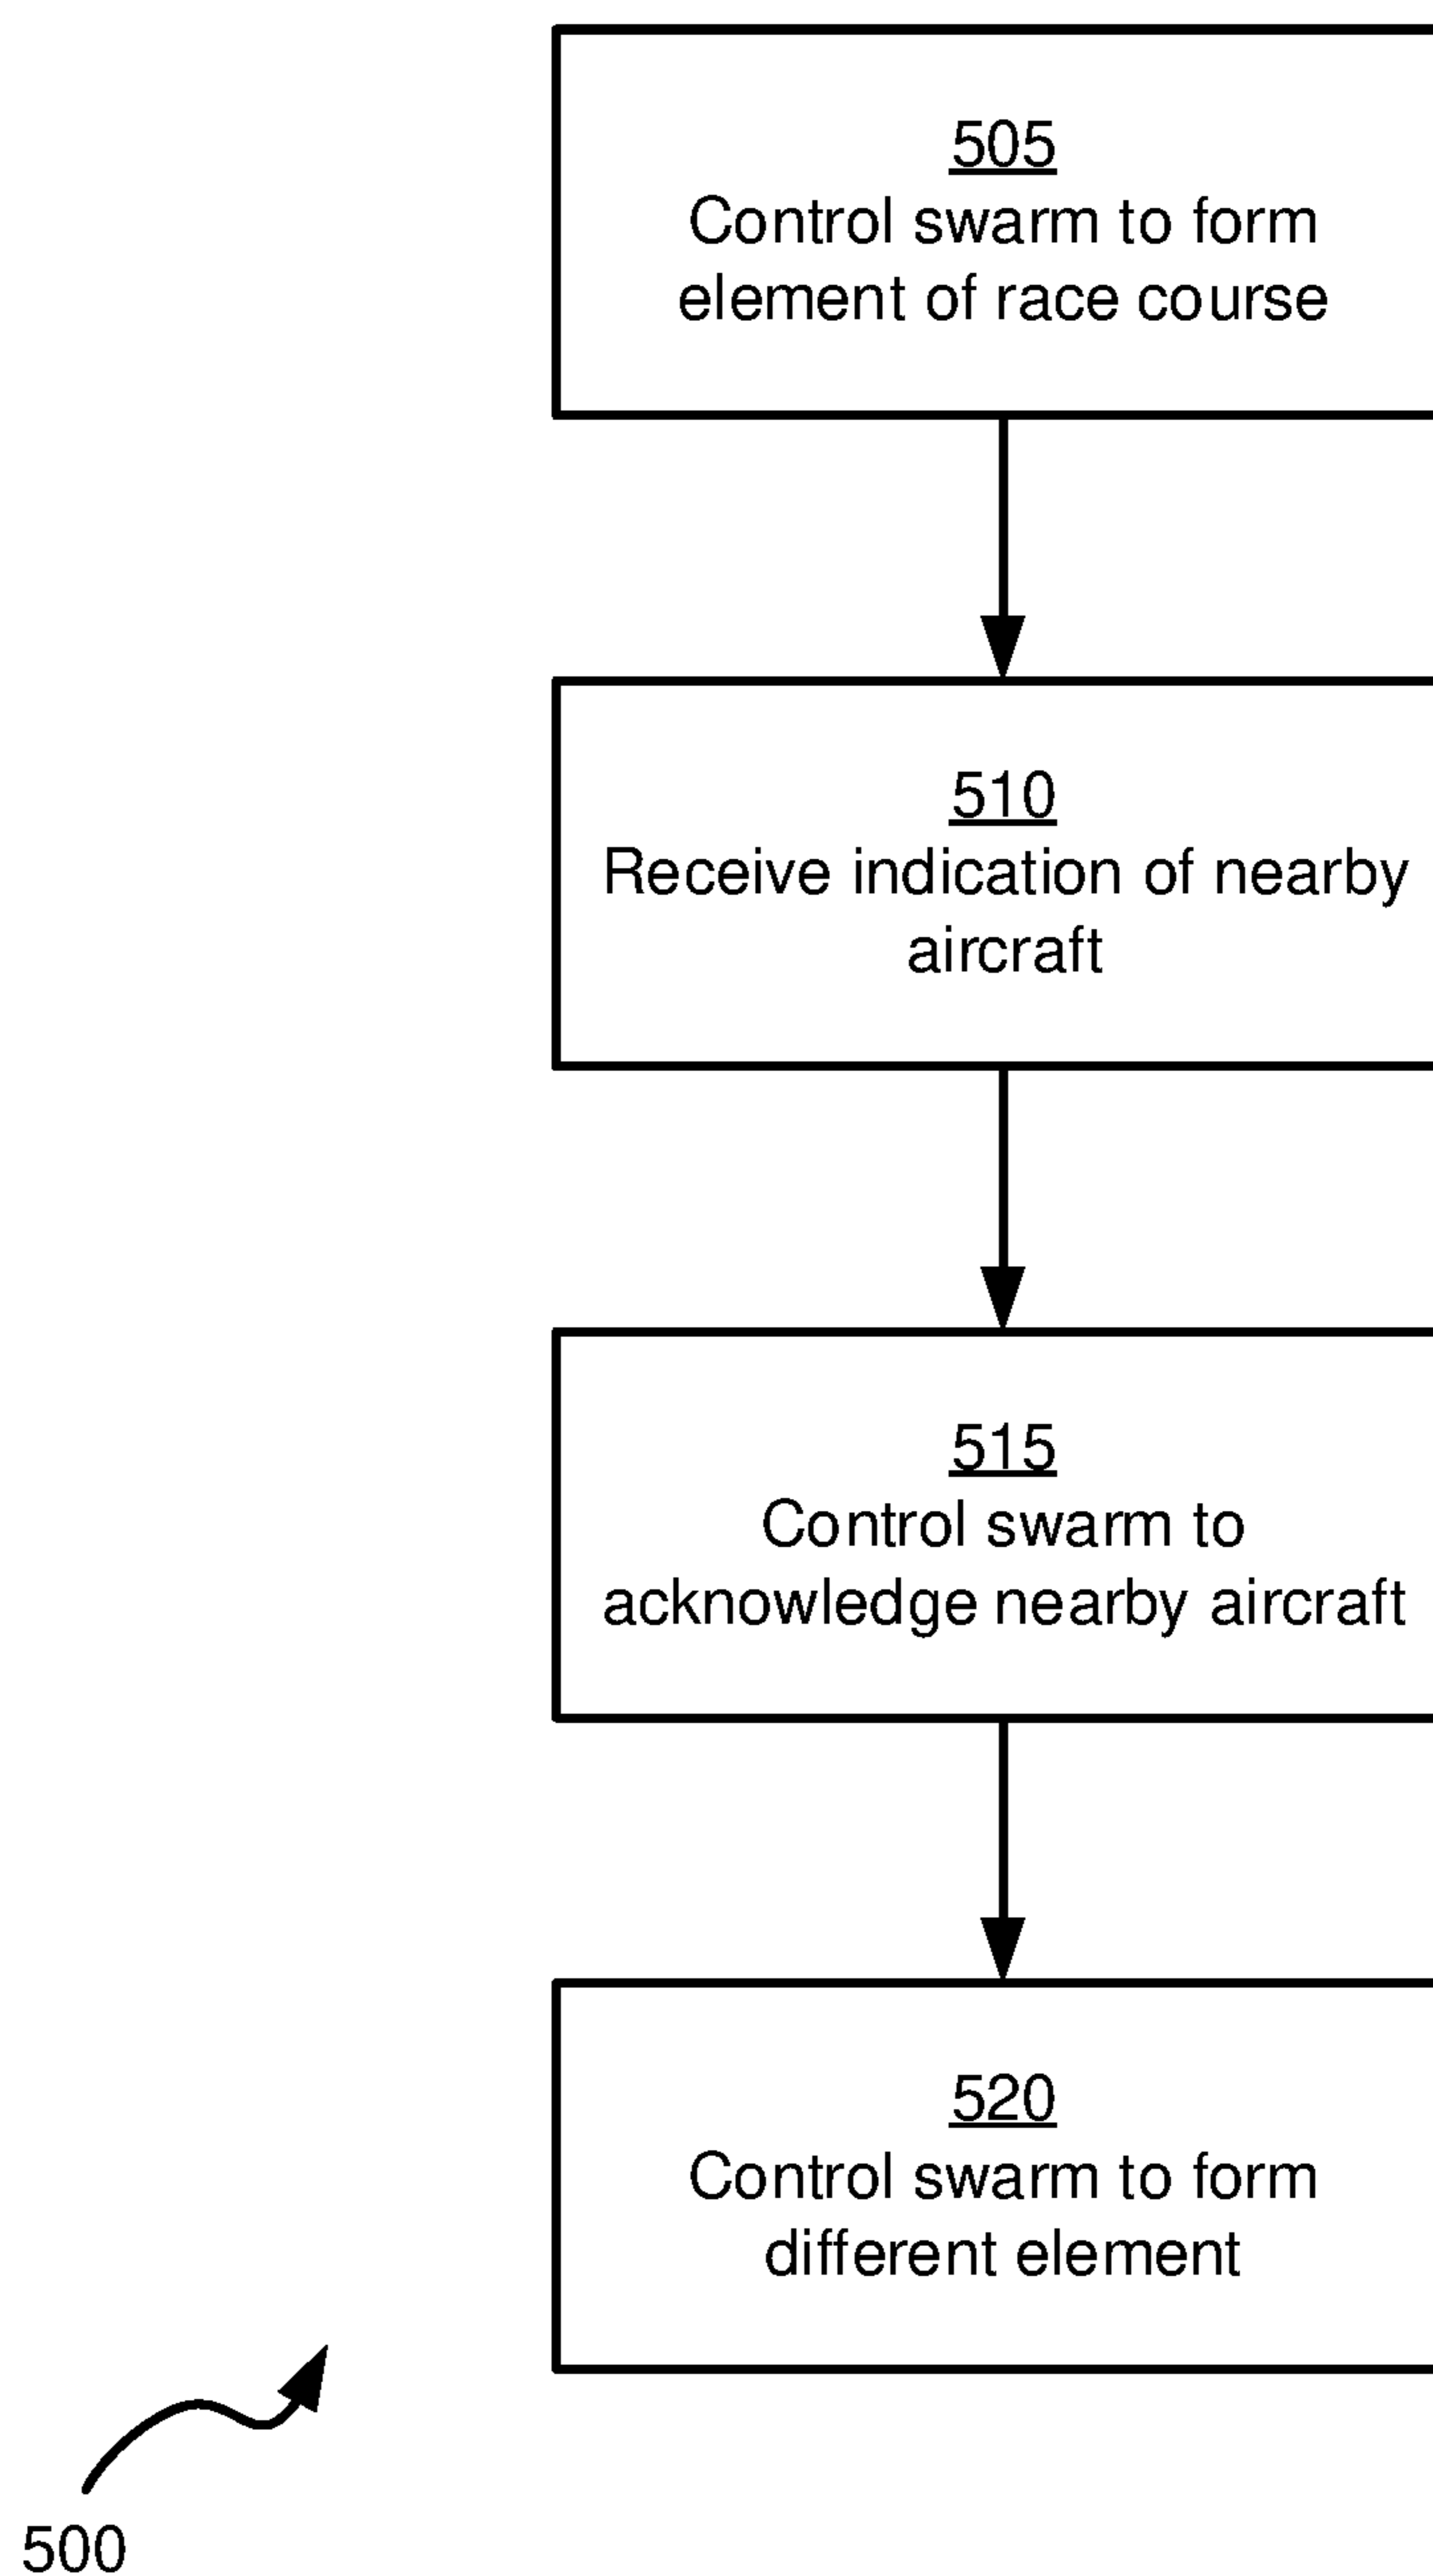 505
Control swarm to form
element of race course
510
Receive indication of nearby
aircraft
515
Control swarm to
acknowledge nearby aircraft
520
Control swarm to form
different element
500